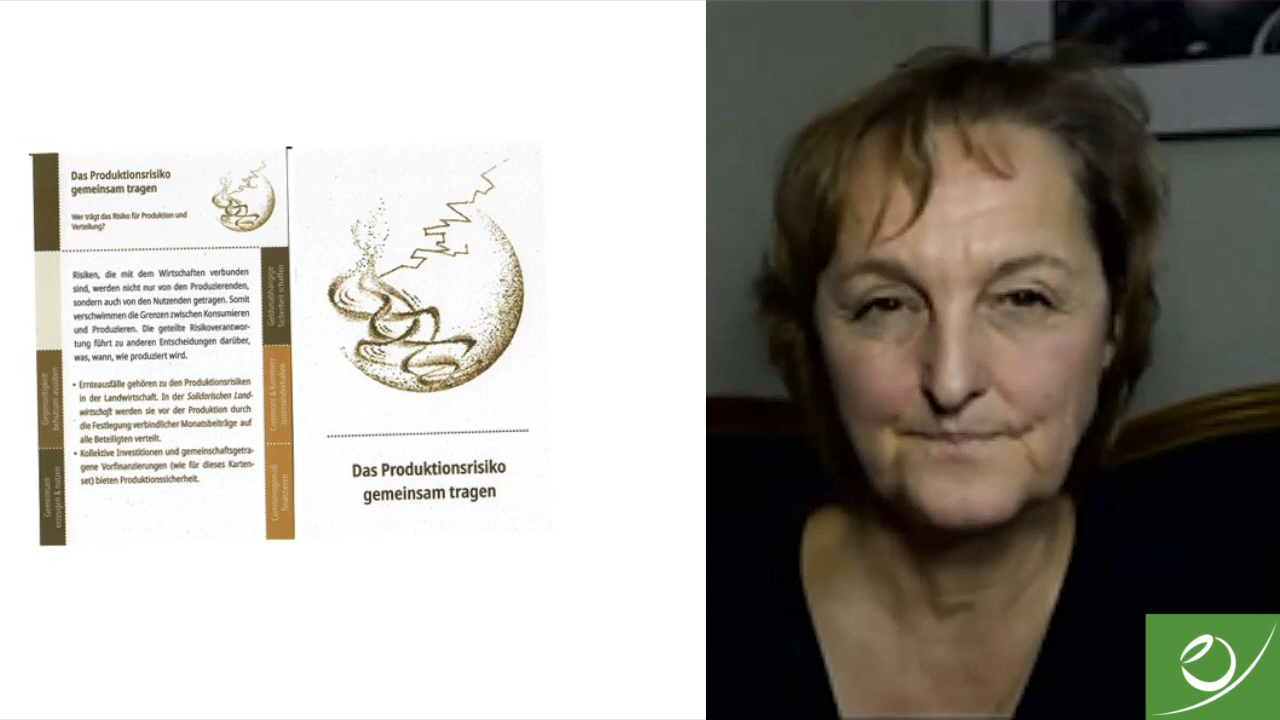 Das Produktionsrisiko
gemeinsam tragen
Wer trägt das Risiko für Produktion und
Verteilung?
Risiken, die mit dem Wirtschaften verbunden
sind, werden nicht nur von den Produzierenden,
sondern auch von den Nutzenden getragen. Somit
verschwimmen die Grenzen zwischen Konsumieren
und Produzieren. Die geteilte Risikoverantwor-
tung führt zu anderen Entscheidungen darüber,
was, wann, wie produziert wird.
• Ernteausfälle gehören zu den Produktionsrisiken
in der Landwirtschaft. In der Solidarischen Land-
wirtschaft werden sie vor der Produktion durch
die Festlegung verbindlicher Monatsbeiträge auf
alle Beteiligten verteilt.
• Kollektive Investitionen und gemeinschaftsgetra-
gene Vorfinanzierungen (wie für dieses Karten-
set) bieten Produktionssicherheit.
Gegenseitigkeit
behutsam ausüben
Gemeinsam
erzeugen & nutzen
Geldunabhängige
Sicherheit schaffen
Commons & Kommerz
auseinanderhalten
Commonsgemäß
finanzieren
Das Produktionsrisiko
gemeinsam tragen